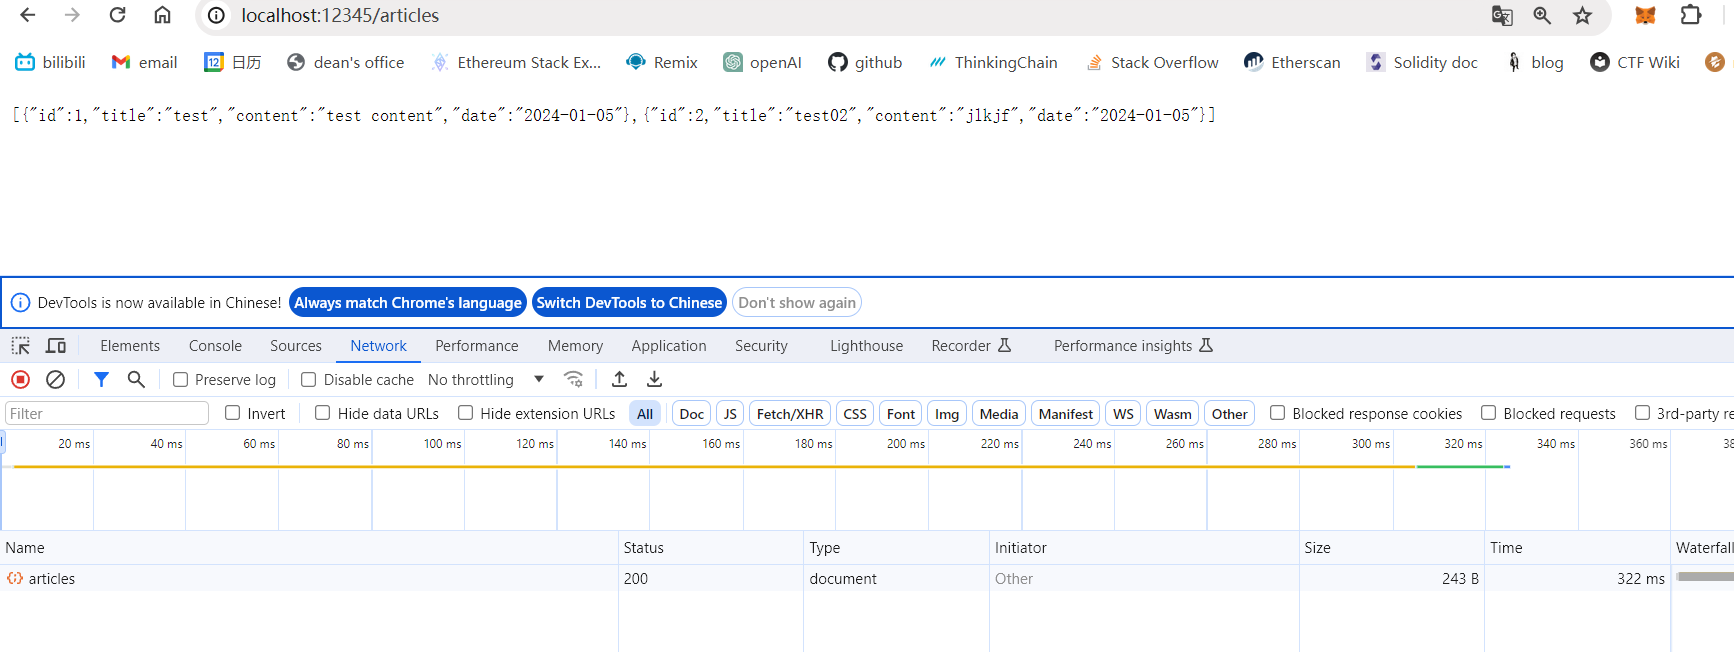 localhost:12345/articles
bilibili email 12 日历 dean's office Ethereum Stack Ex... Remix openAI github ThinkingChain Stack Overflow Etherscan Solidity doc blog CTF Wiki
[{"id":1,"title":"test","content":"test content","date":"2024-01-05"},{"id":2,"title":"test02","content":"jlkjf","date":"2024-01-05"}]
DevTools is now available in Chinese! Always match Chrome's language Switch DevTools to Chinese Don't show again
Elements Console Sources Network Performance Memory Application Security Lighthouse Recorder Performance insights
Preserve log Disable cache No throttling
Filter Invert Hide data URLs Hide extension URLs All Doc JS Fetch/XHR CSS Font Img Media Manifest WS Wasm Other Blocked response cookies Blocked requests 3rd-party re
20 ms 40 ms 60 ms 80 ms 100 ms 120 ms 140 ms 160 ms 180 ms 200 ms 220 ms 240 ms 260 ms 280 ms 300 ms 320 ms 340 ms 360 ms 38
Name Status Type Initiator Size Time Waterfall
articles 200 document Other 243 B 322 ms